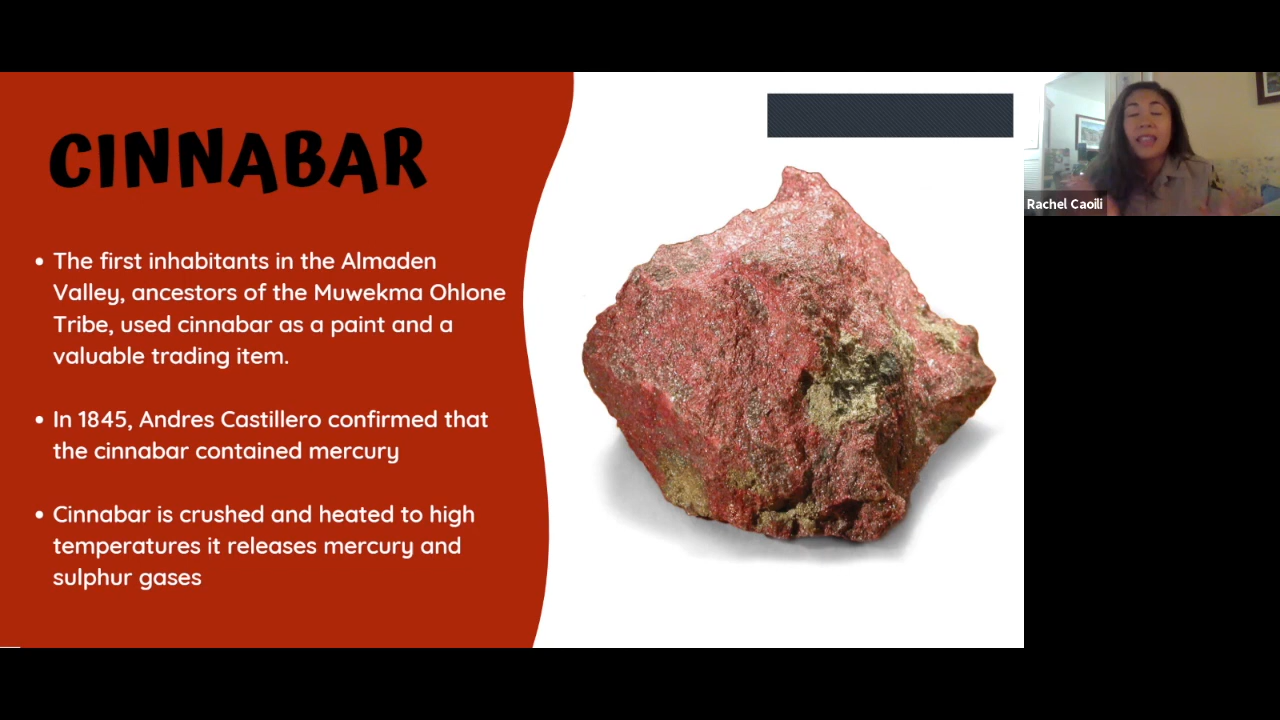 CINNABAR
• The first inhabitants in the Almaden
Valley, ancestors of the Muwekma Ohlone
Tribe, used cinnabar as a paint and a
valuable trading item.
• In 1845, Andres Castillero confirmed that
the cinnabar contained mercury
• Cinnabar is crushed and heated to high
temperatures it releases mercury and
sulphur gases
Rachel Caoili